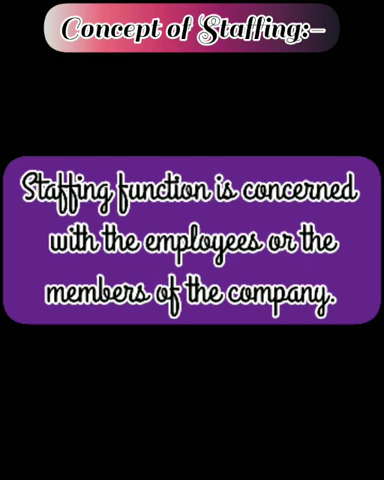 Concept of Staffing:-
Staffing function is concerned
with the employees or the
members of the company.